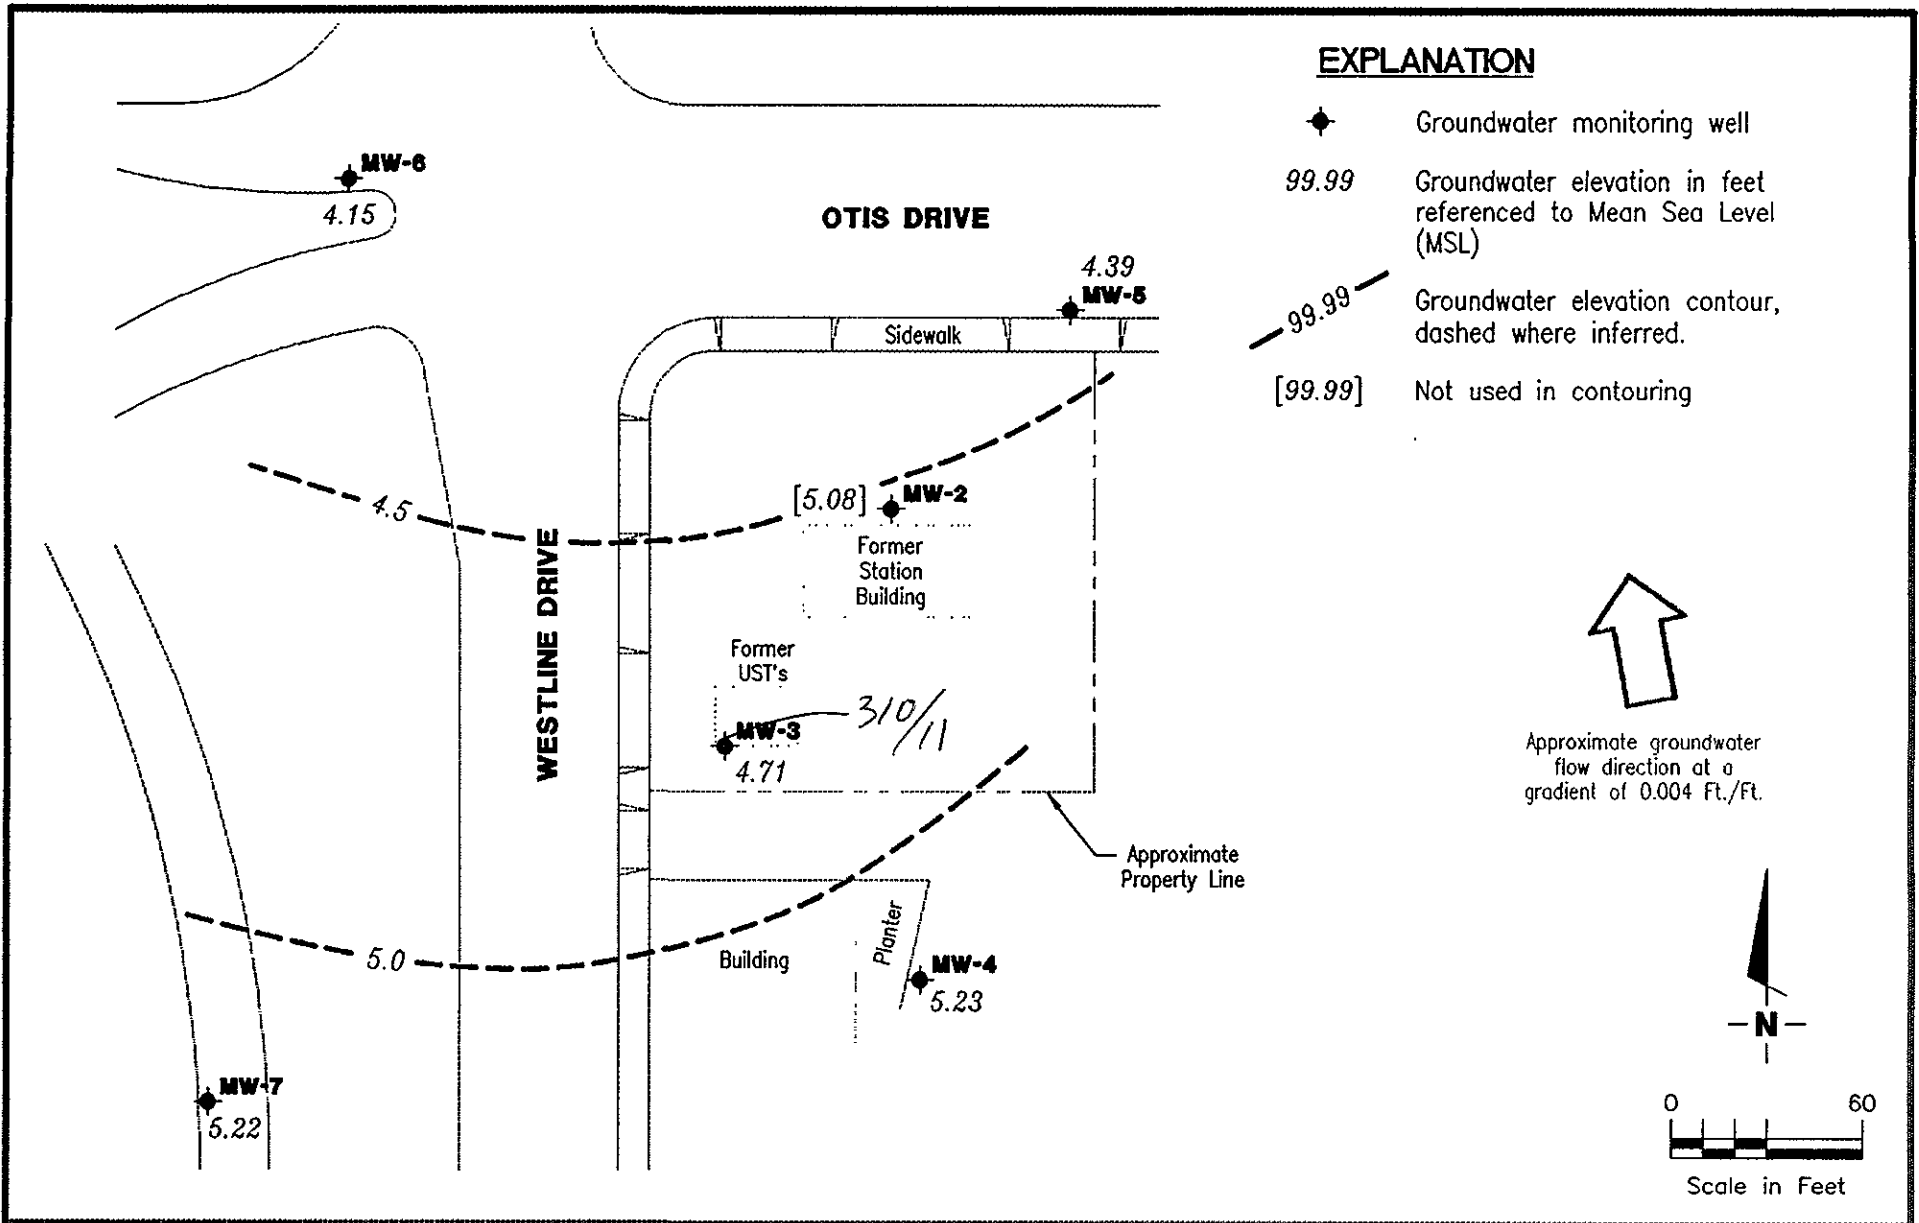 EXPLANATION
Groundwater monitoring well
99.99
Groundwater elevation in feet
referenced to Mean Sea Level
(MSL)
99.99
Groundwater elevation contour,
dashed where inferred.
[99.99]
Not used in contouring
MW-6
4.15
OTIS DRIVE
4.39
MW-5
Sidewalk
4.5
[5.08]
MW-2
Former
Station
Building
WESTLINE DRIVE
Former
UST's
MW-3
310/11
4.71
Approximate groundwater
flow direction at a
gradient of 0.004 Ft./Ft.
Approximate
Property Line
5.0
Building
Planter
MW-4
5.23
MW-7
5.22
N
0
60
Scale in Feet